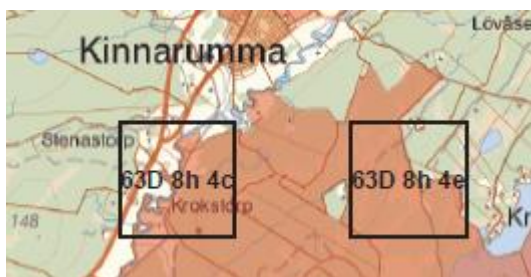 Lövåse
Kinnarumma
Stenastorp
63D 8h 4c
63D 8h 4e
Krokstorp
148
Kr